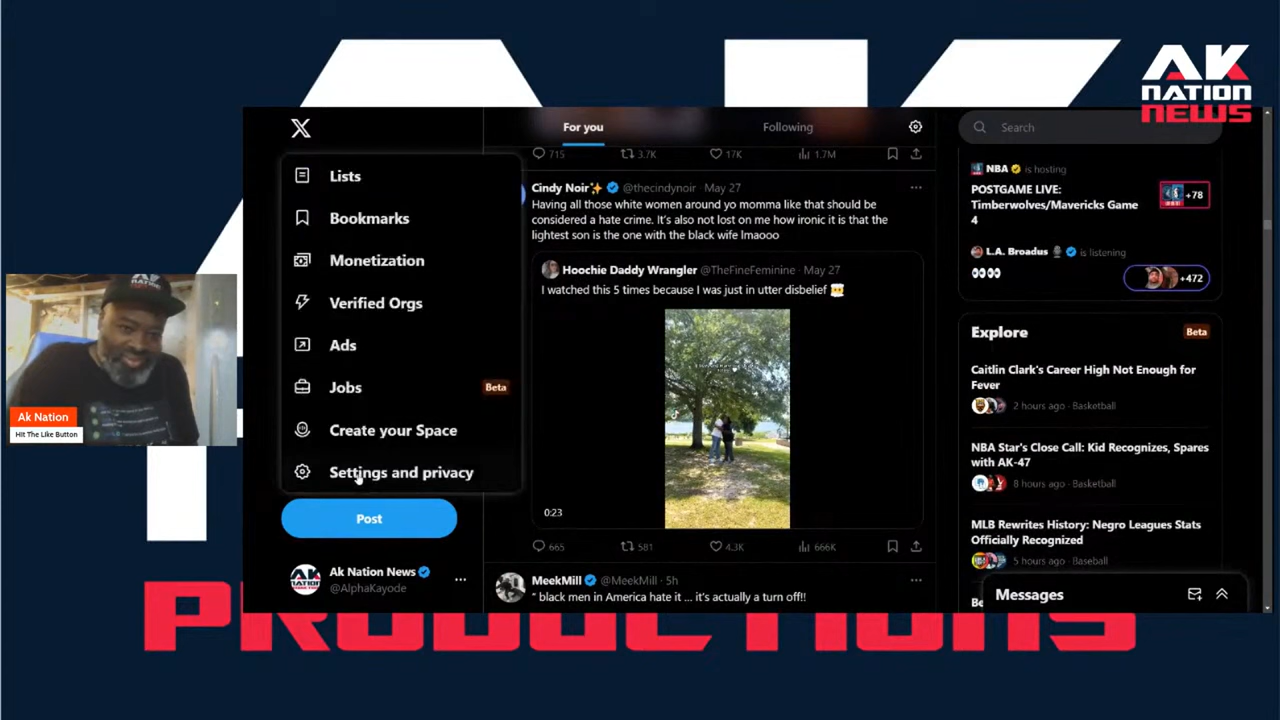 AK
NATION
NEWS
For you
Following
Search
Lists
Bookmarks
Monetization
Verified Orgs
Ads
Jobs
Beta
Create your Space
Settings and privacy
Post
Ak Nation News
@AlphaKayode
715
3.7K
17K
1.7M
Cindy Noir✨ @thecindynoir · May 27
Having all those white women around yo momma like that should be
considered a hate crime. It's also not lost on me how ironic it is that the
lightest son is the one with the black wife lmaooo
Hoochie Daddy Wrangler @TheFineFeminine · May 27
I watched this 5 times because I was just in utter disbelief
0:23
665
581
4.3K
666K
MeekMill @MeekMill · 5h
" black men in America hate it ... it's actually a turn off!!
NBA is hosting
POSTGAME LIVE:
Timberwolves/Mavericks Game
4
+78
L.A. Broadus is listening
👀👀
+472
Explore
Beta
Caitlin Clark's Career High Not Enough for
Fever
2 hours ago · Basketball
NBA Star's Close Call: Kid Recognizes, Spares
with AK-47
8 hours ago · Basketball
MLB Rewrites History: Negro Leagues Stats
Officially Recognized
5 hours ago · Baseball
Messages
Ak Nation
Hit The Like Button
PRODUCTIONS